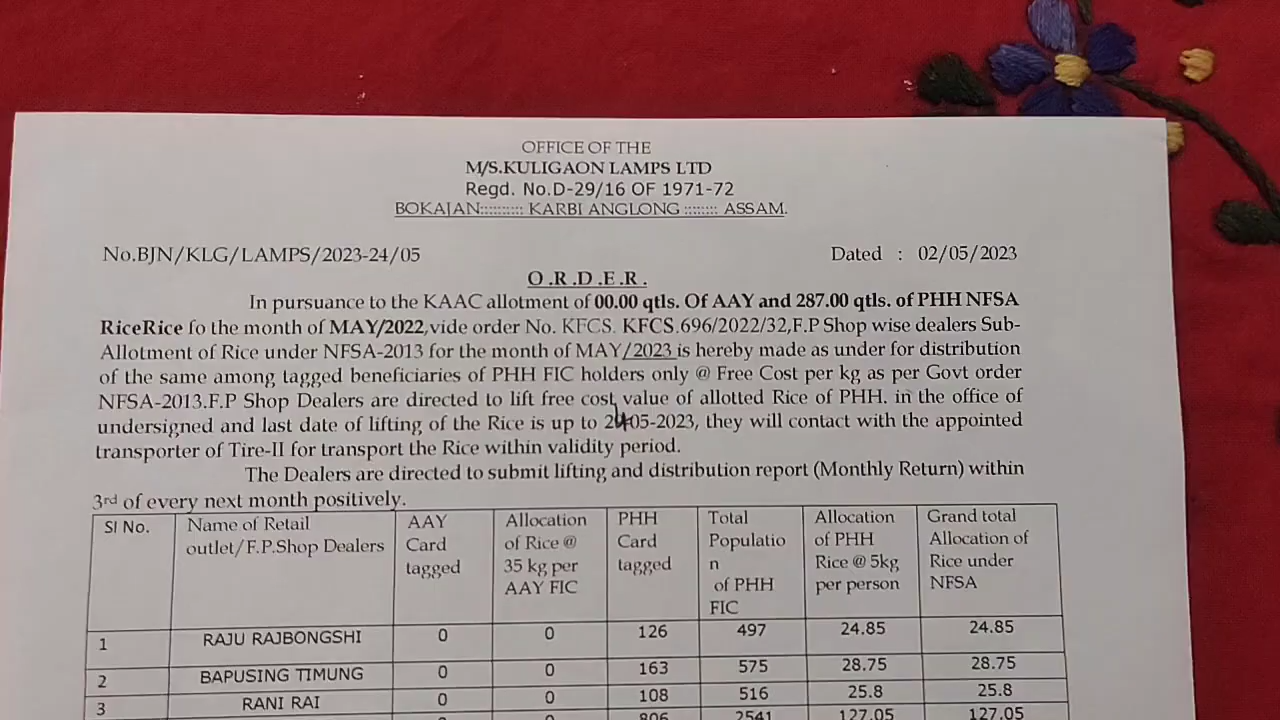 OFFICE OF THE
M/S.KULIGAON LAMPS LTD
Regd. No.D-29/16 OF 1971-72
BOKAJAN:::::::::: KARBI ANGLONG :::::::: ASSAM.
No.BJN/KLG/LAMPS/2023-24/05 Dated : 02/05/2023
O.R.D.E.R.
In pursuance to the KAAC allotment of 00.00 qtls. Of AAY and 287.00 qtls. of PHH NFSA
RiceRice fo the month of MAY/2022,vide order No. KFCS. KFCS.696/2022/32,F.P Shop wise dealers Sub-
Allotment of Rice under NFSA-2013 for the month of MAY/2023 is hereby made as under for distribution
of the same among tagged beneficiaries of PHH FIC holders only @ Free Cost per kg as per Govt order
NFSA-2013.F.P Shop Dealers are directed to lift free cost value of allotted Rice of PHH. in the office of
undersigned and last date of lifting of the Rice is up to 05-2023, they will contact with the appointed
transporter of Tire-II for transport the Rice within validity period.
The Dealers are directed to submit lifting and distribution report (Monthly Return) within
3rd of every next month positively.
Sl No. Name of Retail outlet/F.P.Shop Dealers AAY Card tagged Allocation of Rice @ 35 kg per AAY FIC PHH Card tagged Total Populatio n of PHH FIC Allocation of PHH Rice @ 5kg per person Grand total Allocation of Rice under NFSA
1 RAJU RAJBONGSHI 0 0 126 497 24.85 24.85
2 BAPUSING TIMUNG 0 0 163 575 28.75 28.75
3 RANI RAI 0 0 108 516 25.8 25.8
806 2541 127.05 127.05